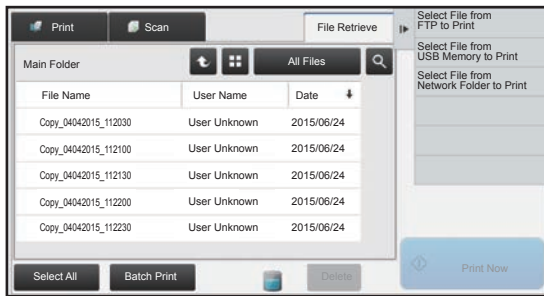 Print
Scan
File Retrieve
Main Folder
All Files
File Name User Name Date
Copy_04042015_112030 User Unknown 2015/06/24
Copy_04042015_112100 User Unknown 2015/06/24
Copy_04042015_112130 User Unknown 2015/06/24
Copy_04042015_112200 User Unknown 2015/06/24
Copy_04042015_112230 User Unknown 2015/06/24
Select All
Batch Print
Delete
Select File from
FTP to Print
Select File from
USB Memory to Print
Select File from
Network Folder to Print
Print Now